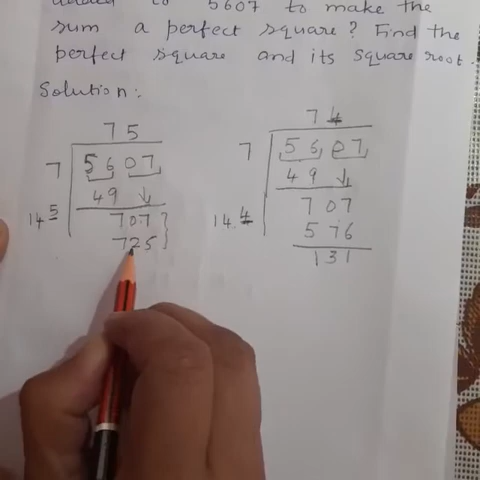 added to 5607 to make the
sum a perfect square? Find the
perfect square and its square root.
Solution:
75
7 5607
49 ↓
145 707
725
74
7 5607
49 ↓
144 707
576
131